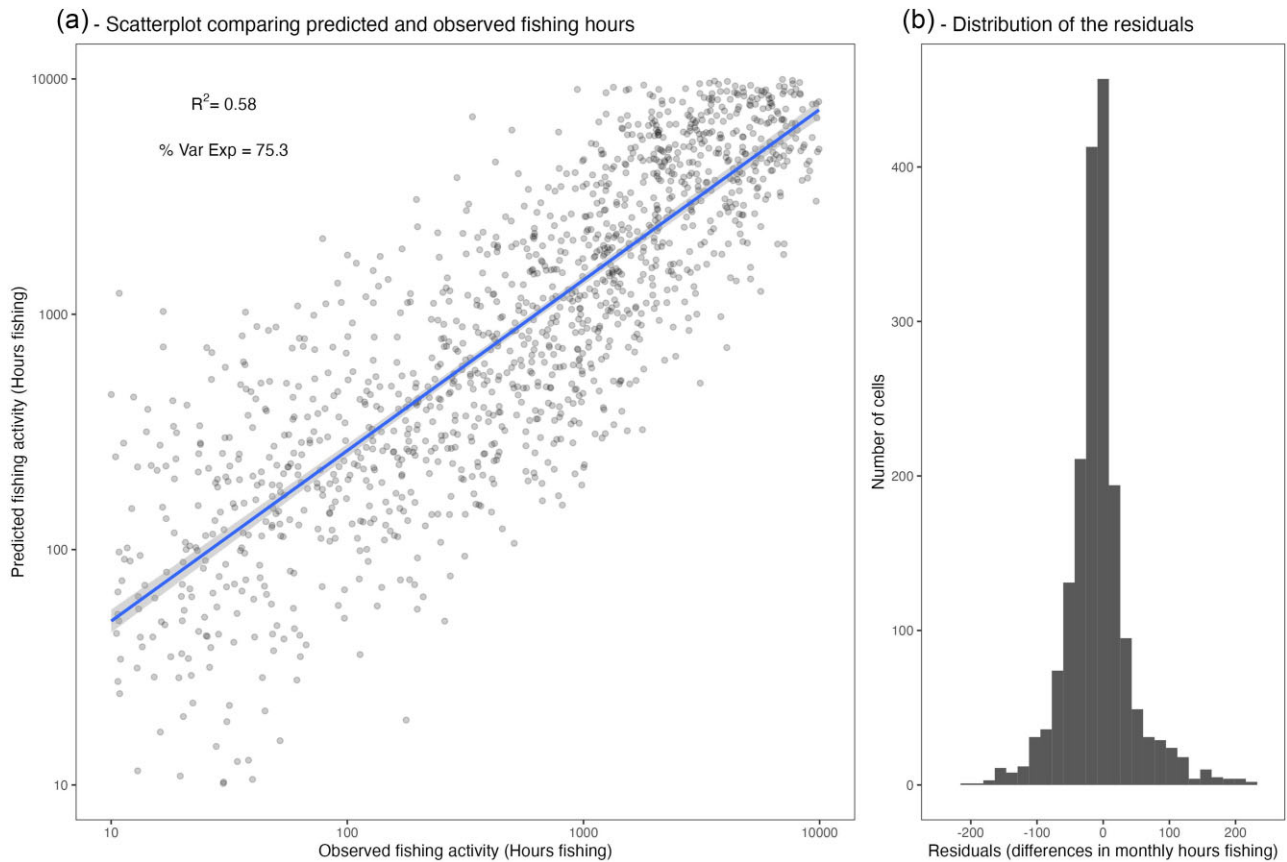 (a) - Scatterplot comparing predicted and observed fishing hours
R²= 0.58
% Var Exp = 75.3
Predicted fishing activity (Hours fishing)
10000
1000
100
10
10 100 1000 10000
Observed fishing activity (Hours fishing)
(b) - Distribution of the residuals
Number of cells
400
300
200
100
0
-200 -100 0 100 200
Residuals (differences in monthly hours fishing)